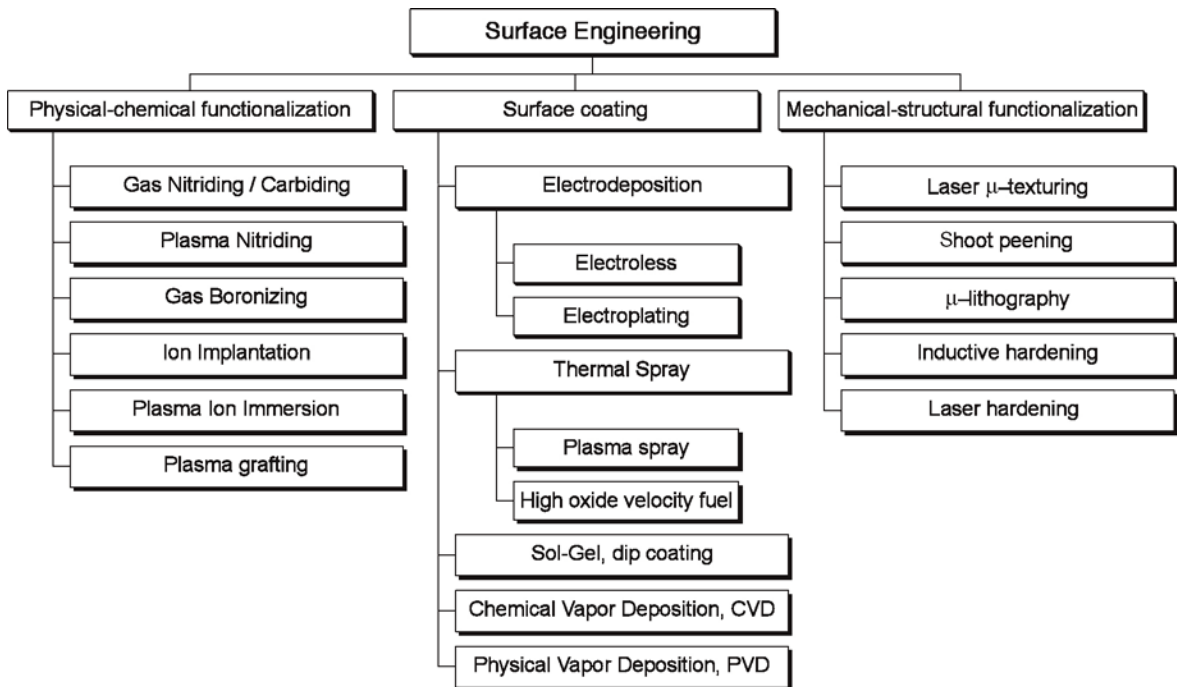 Surface Engineering
Physical-chemical functionalization
Gas Nitriding / Carbiding
Plasma Nitriding
Gas Boronizing
Ion Implantation
Plasma Ion Immersion
Plasma grafting
Surface coating
Electrodeposition
Electroless
Electroplating
Thermal Spray
Plasma spray
High oxide velocity fuel
Sol-Gel, dip coating
Chemical Vapor Deposition, CVD
Physical Vapor Deposition, PVD
Mechanical-structural functionalization
Laser μ–texturing
Shoot peening
μ–lithography
Inductive hardening
Laser hardening